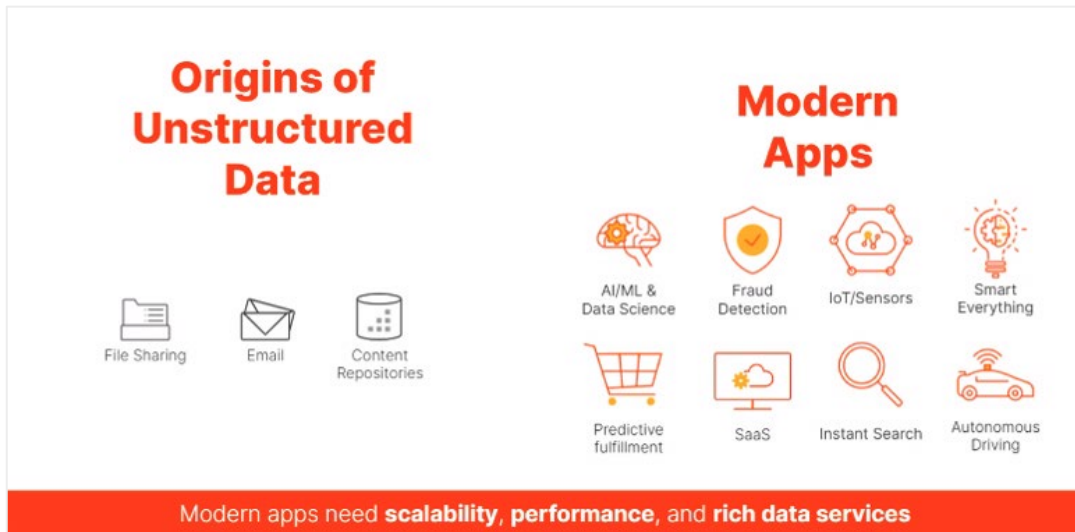 Origins of
Unstructured
Data
File Sharing
Email
Content
Repositories
Modern
Apps
AI/ML &
Data Science
Fraud
Detection
IoT/Sensors
Smart
Everything
Predictive
fulfillment
SaaS
Instant Search
Autonomous
Driving
Modern apps need scalability, performance, and rich data services